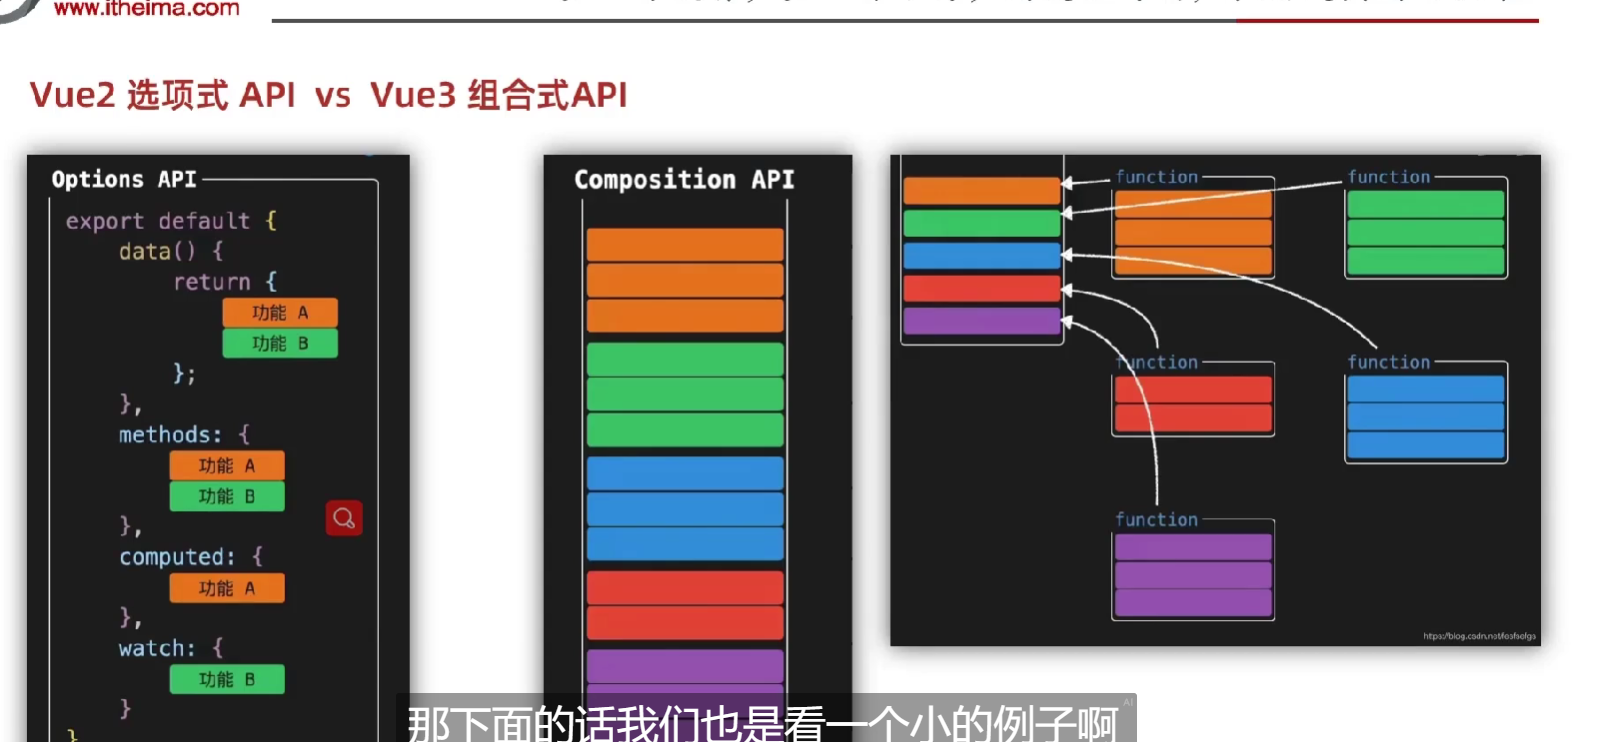 www.itheima.com
Vue2 选项式 API vs Vue3 组合式API
Options API
export default {
data() {
return {
功能 A
功能 B
};
},
methods: {
功能 A
功能 B
},
computed: {
功能 A
},
watch: {
功能 B
}
}
Composition API
function
function
function
function
function
那下面的话我们也是看一个小的例子啊
AI